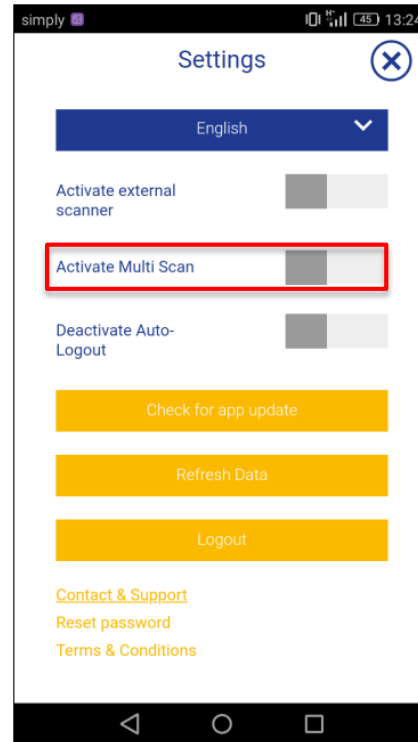 simply H+ 45 13:24
Settings
English
Activate external
scanner
Activate Multi Scan
Deactivate Auto-
Logout
Check for app update
Refresh Data
Logout
Contact & Support
Reset password
Terms & Conditions